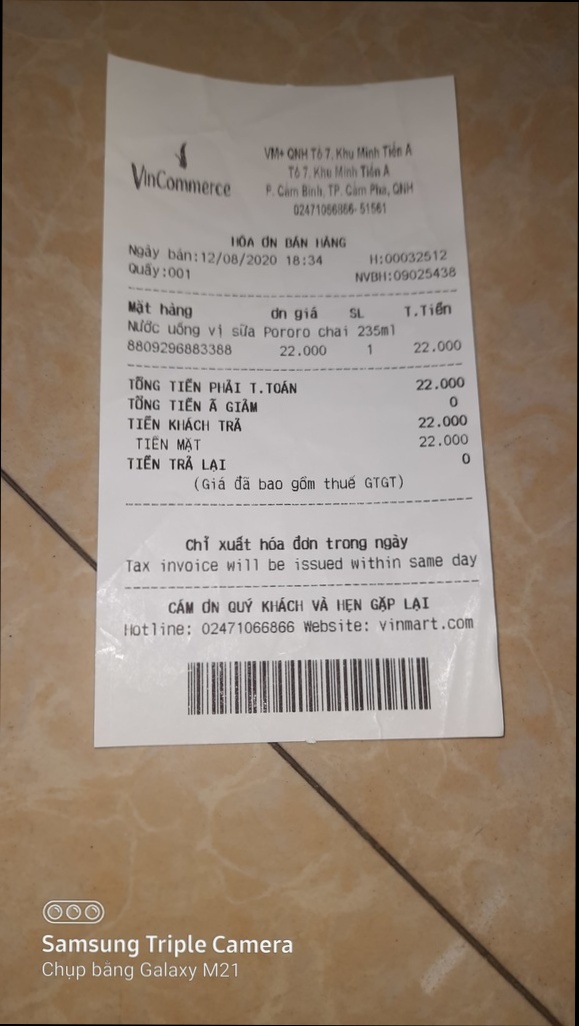 VinCommerce
VM+ QNH Tổ 7, Khu Minh Tiến A
Tổ 7, Khu Minh Tiến A
P. Cẩm Bình, TP. Cẩm Phả, QNH
02471066866- 51561
HÓA ƠN BÁN HÀNG
Ngày bán:12/08/2020 18:34 H:00032512
Quầy:001 NVBH:09025438
Mặt hàng ơn giá SL T.Tiền
Nước uống vị sữa Pororo chai 235ml
8809296883388 22.000 1 22.000
TỔNG TIỀN PHẢI T.TOÁN 22.000
TỔNG TIỀN Ã GIẢM 0
TIỀN KHÁCH TRẢ 22.000
TIỀN MẶT 22.000
TIỀN TRẢ LẠI 0
(Giá đã bao gồm thuế GTGT)
Chỉ xuất hóa đơn trong ngày
Tax invoice will be issued within same day
CẢM ƠN QUÝ KHÁCH VÀ HẸN GẶP LẠI
Hotline: 02471066866 Website: vinmart.com
Samsung Triple Camera
Chụp bằng Galaxy M21